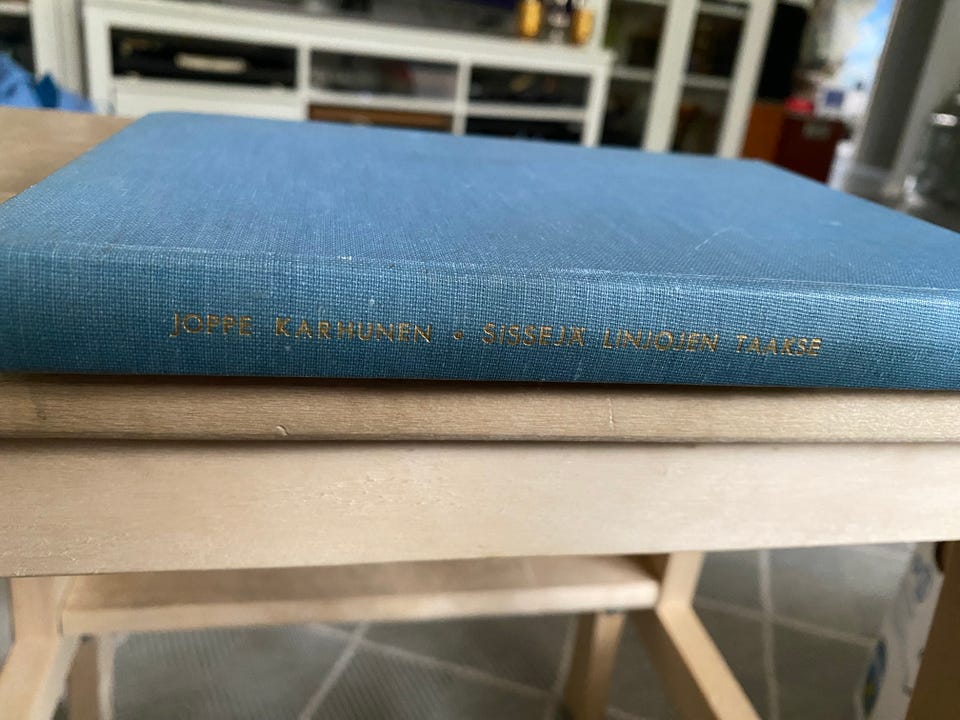 JOPPE KARHUNEN • SISSEJÄ LINJOJEN TAAKSE